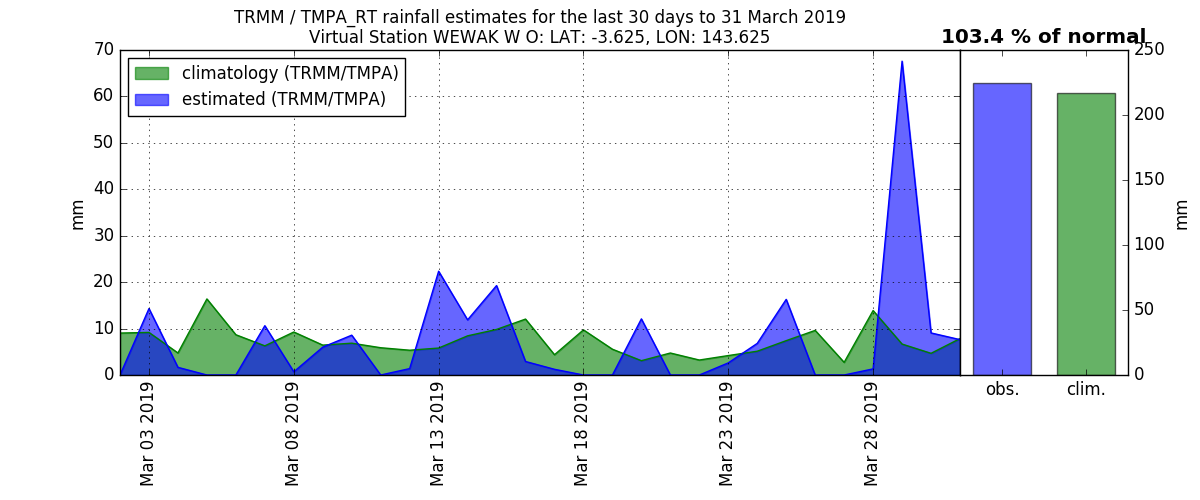 TRMM / TMPA_RT rainfall estimates for the last 30 days to 31 March 2019
Virtual Station WEWAK W O: LAT: -3.625, LON: 143.625
103.4 % of normal
climatology (TRMM/TMPA)
estimated (TRMM/TMPA)
70
60
50
40
30
20
10
0
mm
Mar 03 2019
Mar 08 2019
Mar 13 2019
Mar 18 2019
Mar 23 2019
Mar 28 2019
obs.
clim.
250
200
150
100
50
0
mm